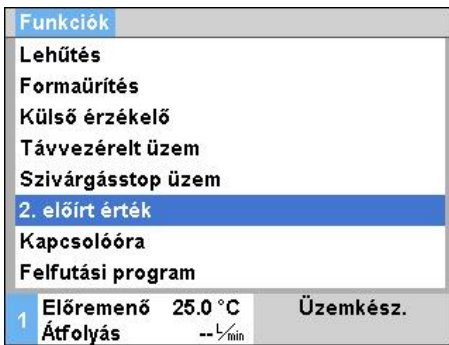 Funkciók
Lehűtés
Formaürítés
Külső érzékelő
Távvezérelt üzem
Szivárgásstop üzem
2. előírt érték
Kapcsolóóra
Felfutási program
1 Előremenő 25.0 °C Üzemkész.
Átfolyás -- L/min